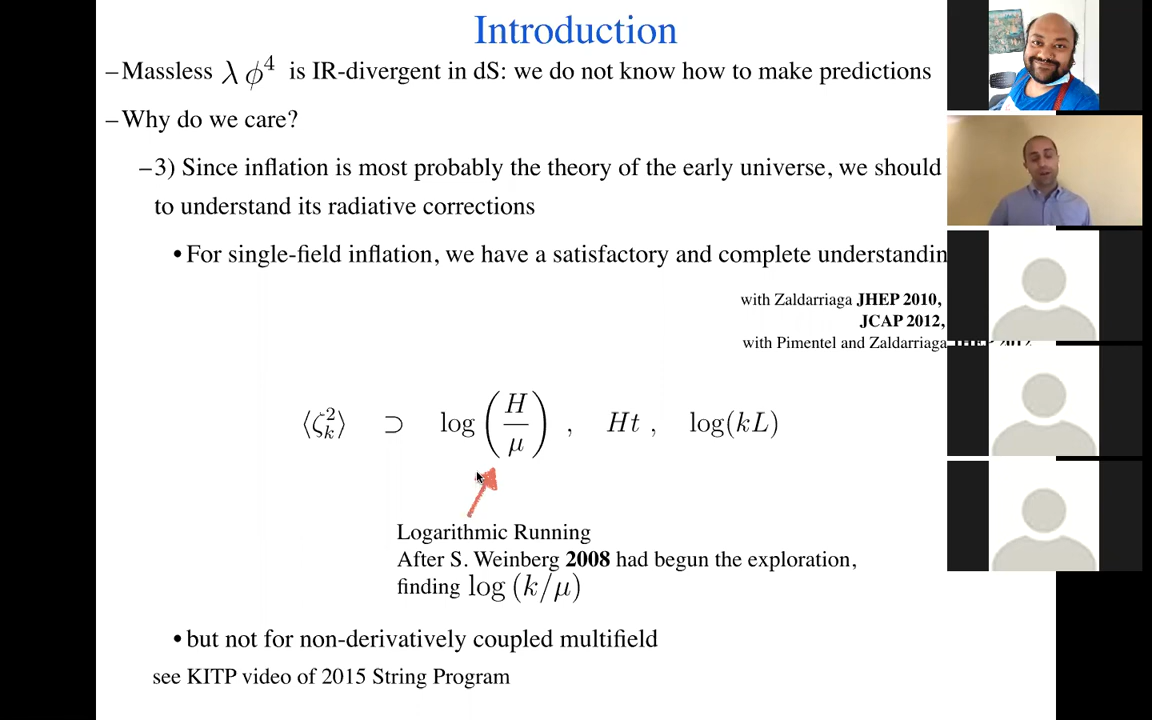 Introduction
– Massless λ ϕ⁴ is IR-divergent in dS: we do not know how to make predictions
– Why do we care?
– 3) Since inflation is most probably the theory of the early universe, we should
to understand its radiative corrections
• For single-field inflation, we have a satisfactory and complete
with Zaldarriaga JHEP 2010,
JCAP 2012,
with Pimentel and Zaldarriaga
⟨ζ_k²⟩ ⊃ log(H/μ) , Ht , log(kL)
Logarithmic Running
After S. Weinberg 2008 had begun the exploration,
finding log (k/μ)
• but not for non-derivatively coupled multifield
see KITP video of 2015 String Program